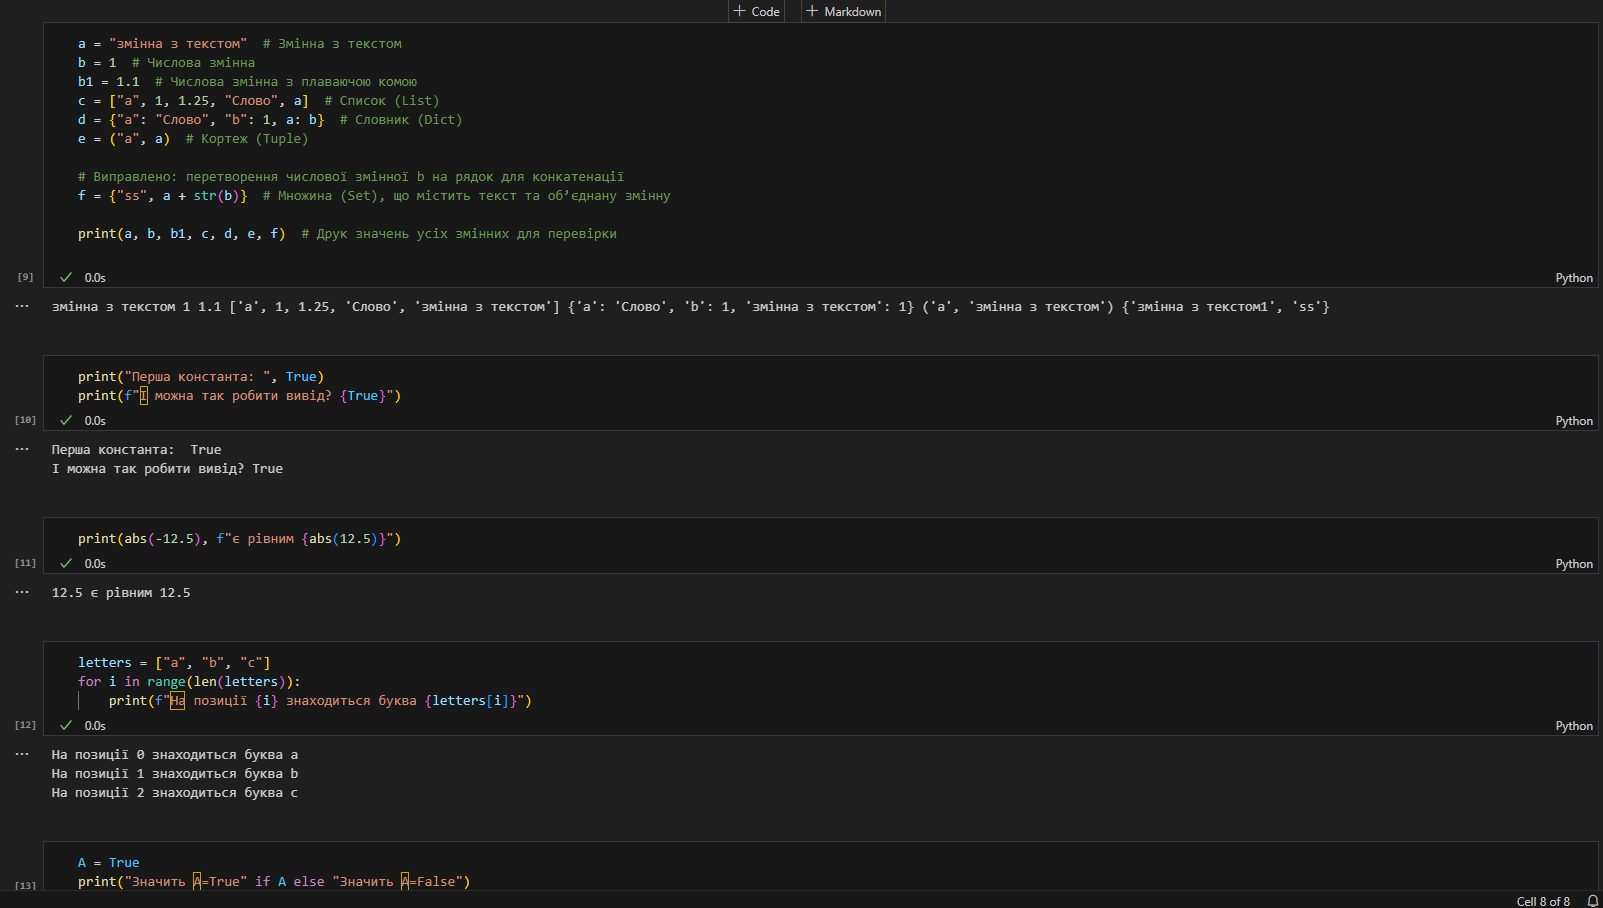 + Code + Markdown
a = "змінна з текстом" # Змінна з текстом
b = 1 # Числова змінна
b1 = 1.1 # Числова змінна з плаваючою комою
c = ["a", 1, 1.25, "Слово", a] # Список (List)
d = {"a": "Слово", "b": 1, a: b} # Словник (Dict)
e = ("a", a) # Кортеж (Tuple)
# Виправлено: перетворення числової змінної b на рядок для конкатенації
f = {"ss", a + str(b)} # Множина (Set), що містить текст та об’єднану змінну
print(a, b, b1, c, d, e, f) # Друк значень усіх змінних для перевірки
[9] ✓ 0.0s Python
... змінна з текстом 1 1.1 ['a', 1, 1.25, 'Слово', 'змінна з текстом'] {'a': 'Слово', 'b': 1, 'змінна з текстом': 1} ('a', 'змінна з текстом') {'змінна з текстом1', 'ss'}
print("Перша константа: ", True)
print(f"І можна так робити вивід? {True}")
[10] ✓ 0.0s Python
... Перша константа:  True
І можна так робити вивід? True
print(abs(-12.5), f"є рівним {abs(12.5)}")
[11] ✓ 0.0s Python
... 12.5 є рівним 12.5
letters = ["a", "b", "c"]
for i in range(len(letters)):
print(f"На позиції {i} знаходиться буква {letters[i]}")
[12] ✓ 0.0s Python
... На позиції 0 знаходиться буква a
На позиції 1 знаходиться буква b
На позиції 2 знаходиться буква c
A = True
print("Значить А=True" if A else "Значить А=False")
[13]
Cell 8 of 8